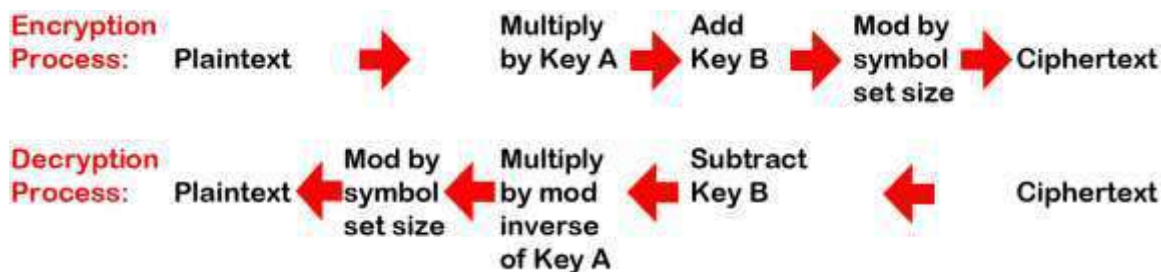 Encryption Process:
Plaintext
Multiply by Key A
Add Key B
Mod by symbol set size
Ciphertext
Decryption Process:
Plaintext
Mod by symbol set size
Multiply by mod inverse of Key A
Subtract Key B
Ciphertext